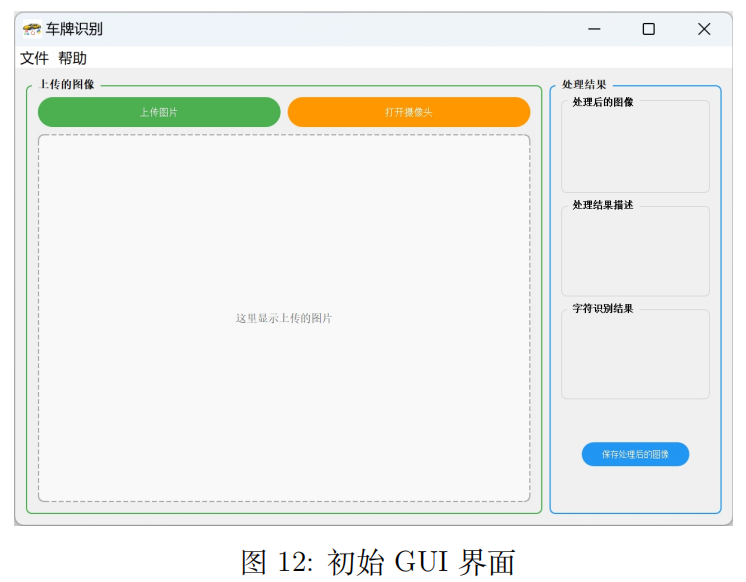 车牌识别
文件 帮助
上传的图像
上传图片 打开摄像头
这里显示上传的图片
处理结果
处理后的图像
处理结果描述
字符识别结果
保存处理后的图像
图 12: 初始 GUI 界面